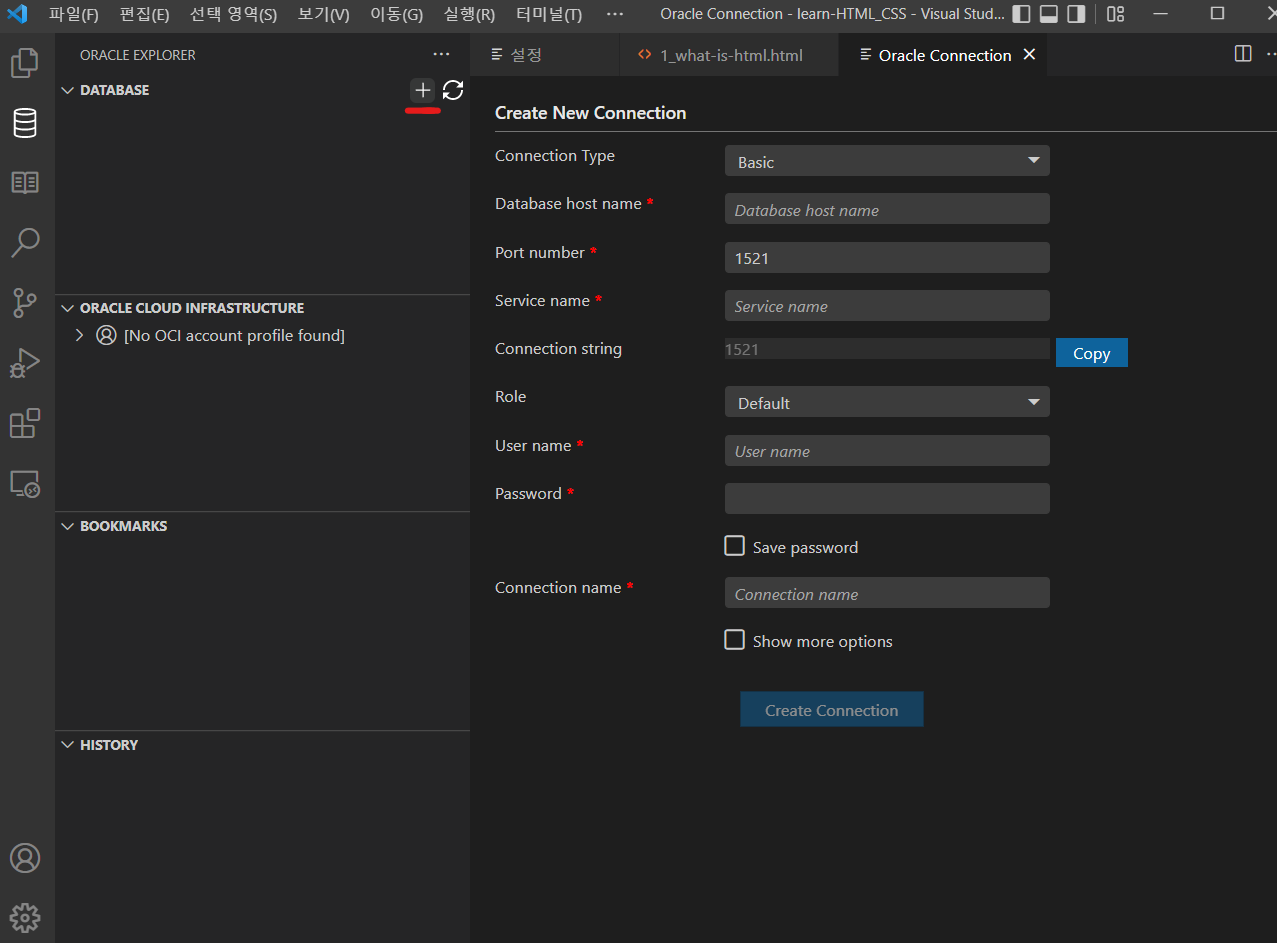 파일(F) 편집(E) 선택 영역(S) 보기(V) 이동(G) 실행(R) 터미널(T) ··· Oracle Connection - learn-HTML_CSS - Visual Stud...
ORACLE EXPLORER
DATABASE
ORACLE CLOUD INFRASTRUCTURE
[No OCI account profile found]
BOOKMARKS
HISTORY
설정 1_what-is-html.html Oracle Connection
Create New Connection
Connection Type Basic
Database host name * Database host name
Port number * 1521
Service name * Service name
Connection string 1521 Copy
Role Default
User name * User name
Password *
Save password
Connection name * Connection name
Show more options
Create Connection